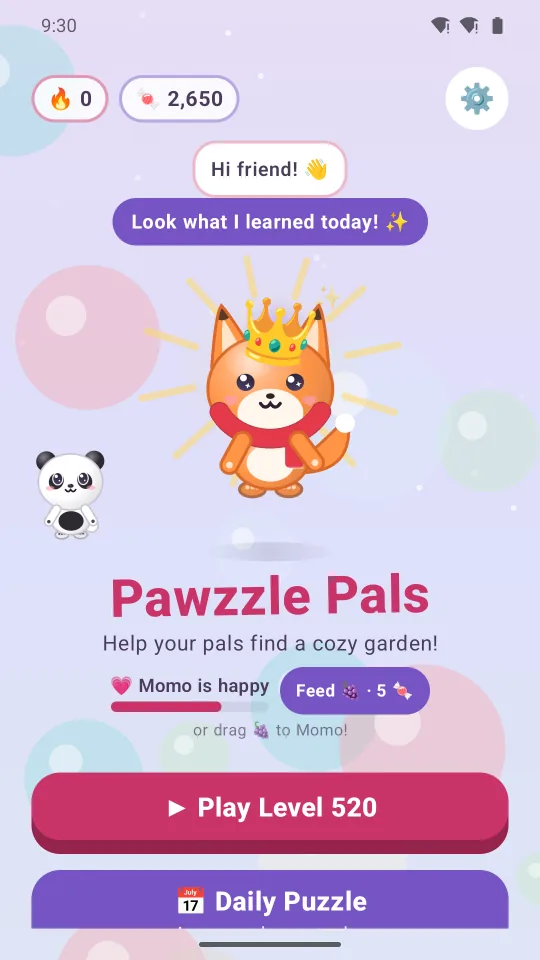 9:30
0
2,650
Hi friend! 👋
Look what I learned today! ✨
Pawzzle Pals
Help your pals find a cozy garden!
💗 Momo is happy
Feed 🍇 · 5 🍬
or drag 🍇 to Momo!
► Play Level 520
📅 Daily Puzzle